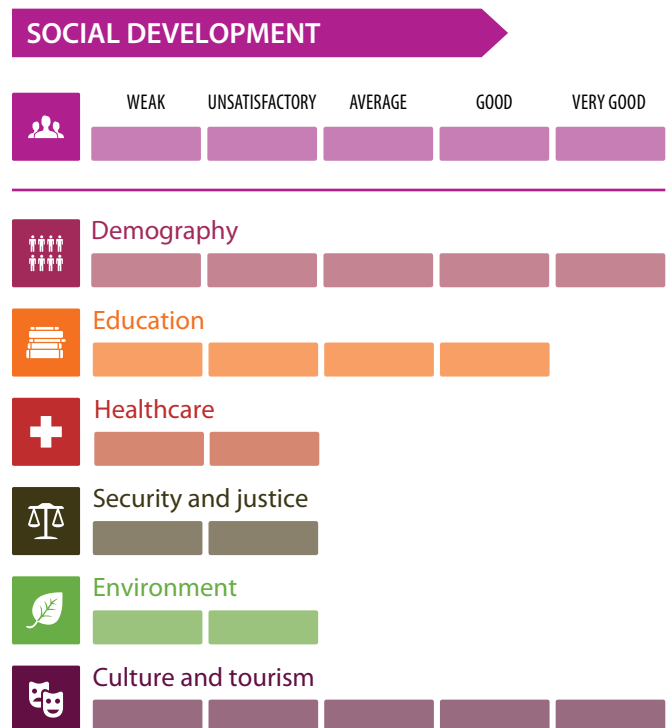 SOCIAL DEVELOPMENT
WEAK UNSATISFACTORY AVERAGE GOOD VERY GOOD
Demography
Education
Healthcare
Security and justice
Environment
Culture and tourism